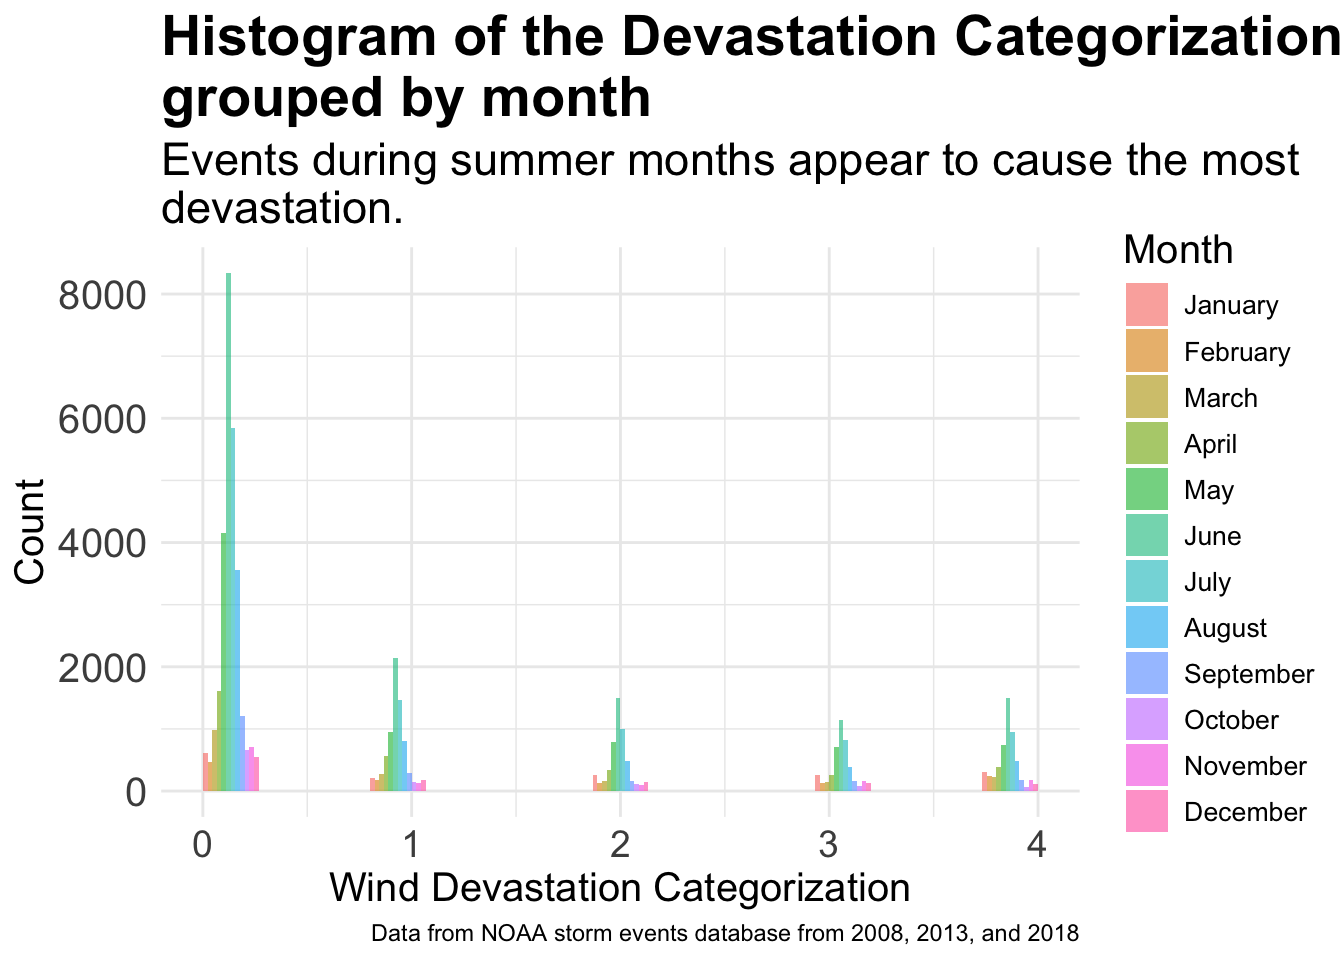 Histogram of the Devastation Categorization
grouped by month
Events during summer months appear to cause the most
devastation.
Month
January
February
March
April
May
June
July
August
September
October
November
December
Count
8000
6000
4000
2000
0
0 1 2 3 4
Wind Devastation Categorization
Data from NOAA storm events database from 2008, 2013, and 2018